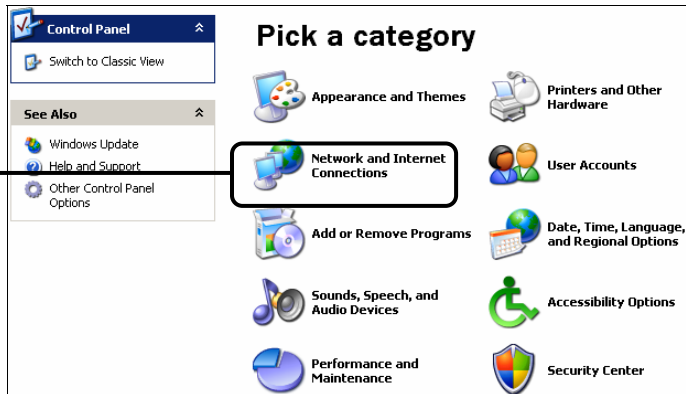 Control Panel
Switch to Classic View
See Also
Windows Update
Help and Support
Other Control Panel
Options
Pick a category
Appearance and Themes
Printers and Other
Hardware
Network and Internet
Connections
User Accounts
Add or Remove Programs
Date, Time, Language,
and Regional Options
Sounds, Speech, and
Audio Devices
Accessibility Options
Performance and
Maintenance
Security Center